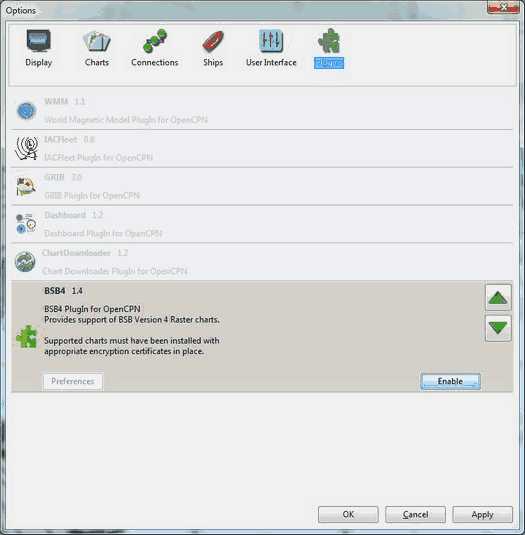 Options
Display
Charts
Connections
Ships
User Interface
Plugins
WMM 1.1
World Magnetic Model PlugIn for OpenCPN
IACFleet 0.6
IACFleet PlugIn for OpenCPN
GRIB 2.0
GRIB PlugIn for OpenCPN
Dashboard 1.2
Dashboard PlugIn for OpenCPN
ChartDownloader 1.2
Chart Downloader PlugIn for OpenCPN
BSB4 1.4
BSB4 PlugIn for OpenCPN
Provides support of BSB Version 4 Raster charts.
Supported charts must have been installed with
appropriate encryption certificates in place.
Preferences
Enable
OK
Cancel
Apply